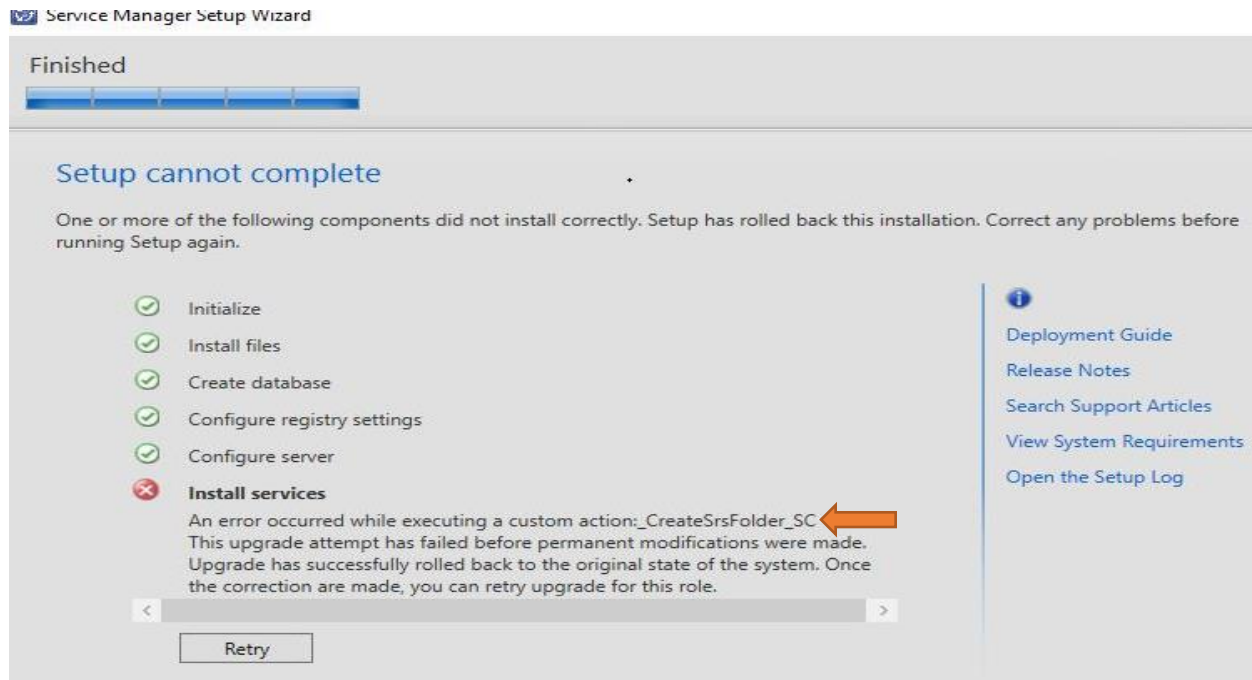 Service Manager Setup Wizard
Finished
Setup cannot complete
One or more of the following components did not install correctly. Setup has rolled back this installation. Correct any problems before
running Setup again.
Initialize
Install files
Create database
Configure registry settings
Configure server
Install services
An error occurred while executing a custom action:_CreateSrsFolder_SC
This upgrade attempt has failed before permanent modifications were made.
Upgrade has successfully rolled back to the original state of the system. Once
the correction are made, you can retry upgrade for this role.
Retry
Deployment Guide
Release Notes
Search Support Articles
View System Requirements
Open the Setup Log